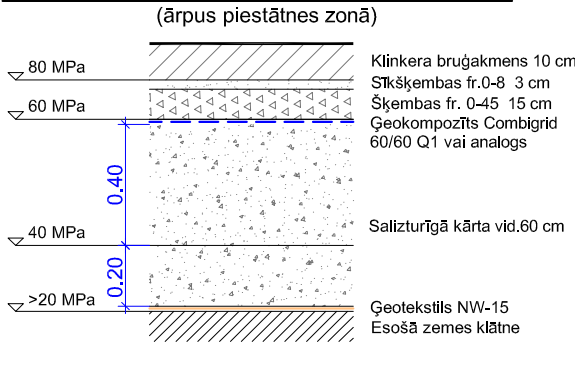 (ārpus piestātnes zonā)
80 MPa
Klinkera bruģakmens 10 cm
Sīkšķembas fr.0-8 3 cm
60 MPa
Šķembas fr. 0-45 15 cm
Ģeokompozīts Combigrid
60/60 Q1 vai analogs
0.40
40 MPa
Salizturīgā kārta vid.60 cm
0.20
>20 MPa
Ģeotekstils NW-15
Esošā zemes klātne